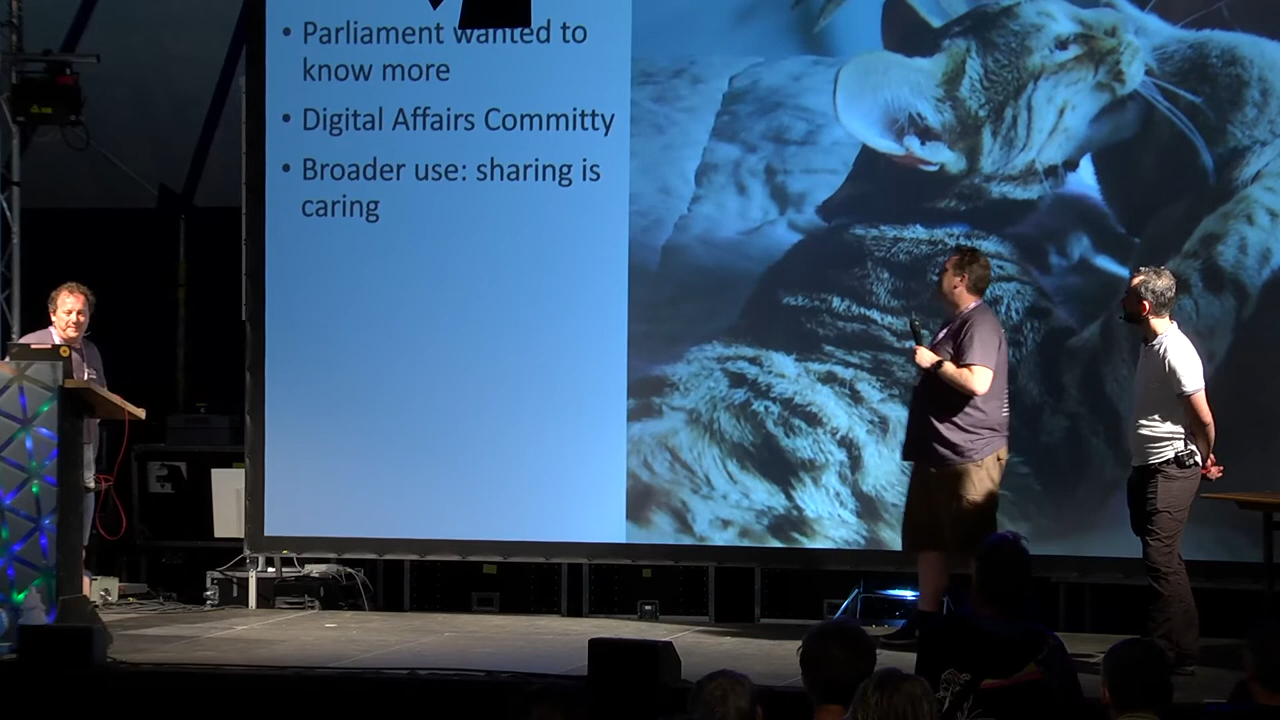 • Parliament wanted to
know more
• Digital Affairs Committy
• Broader use: sharing is
caring